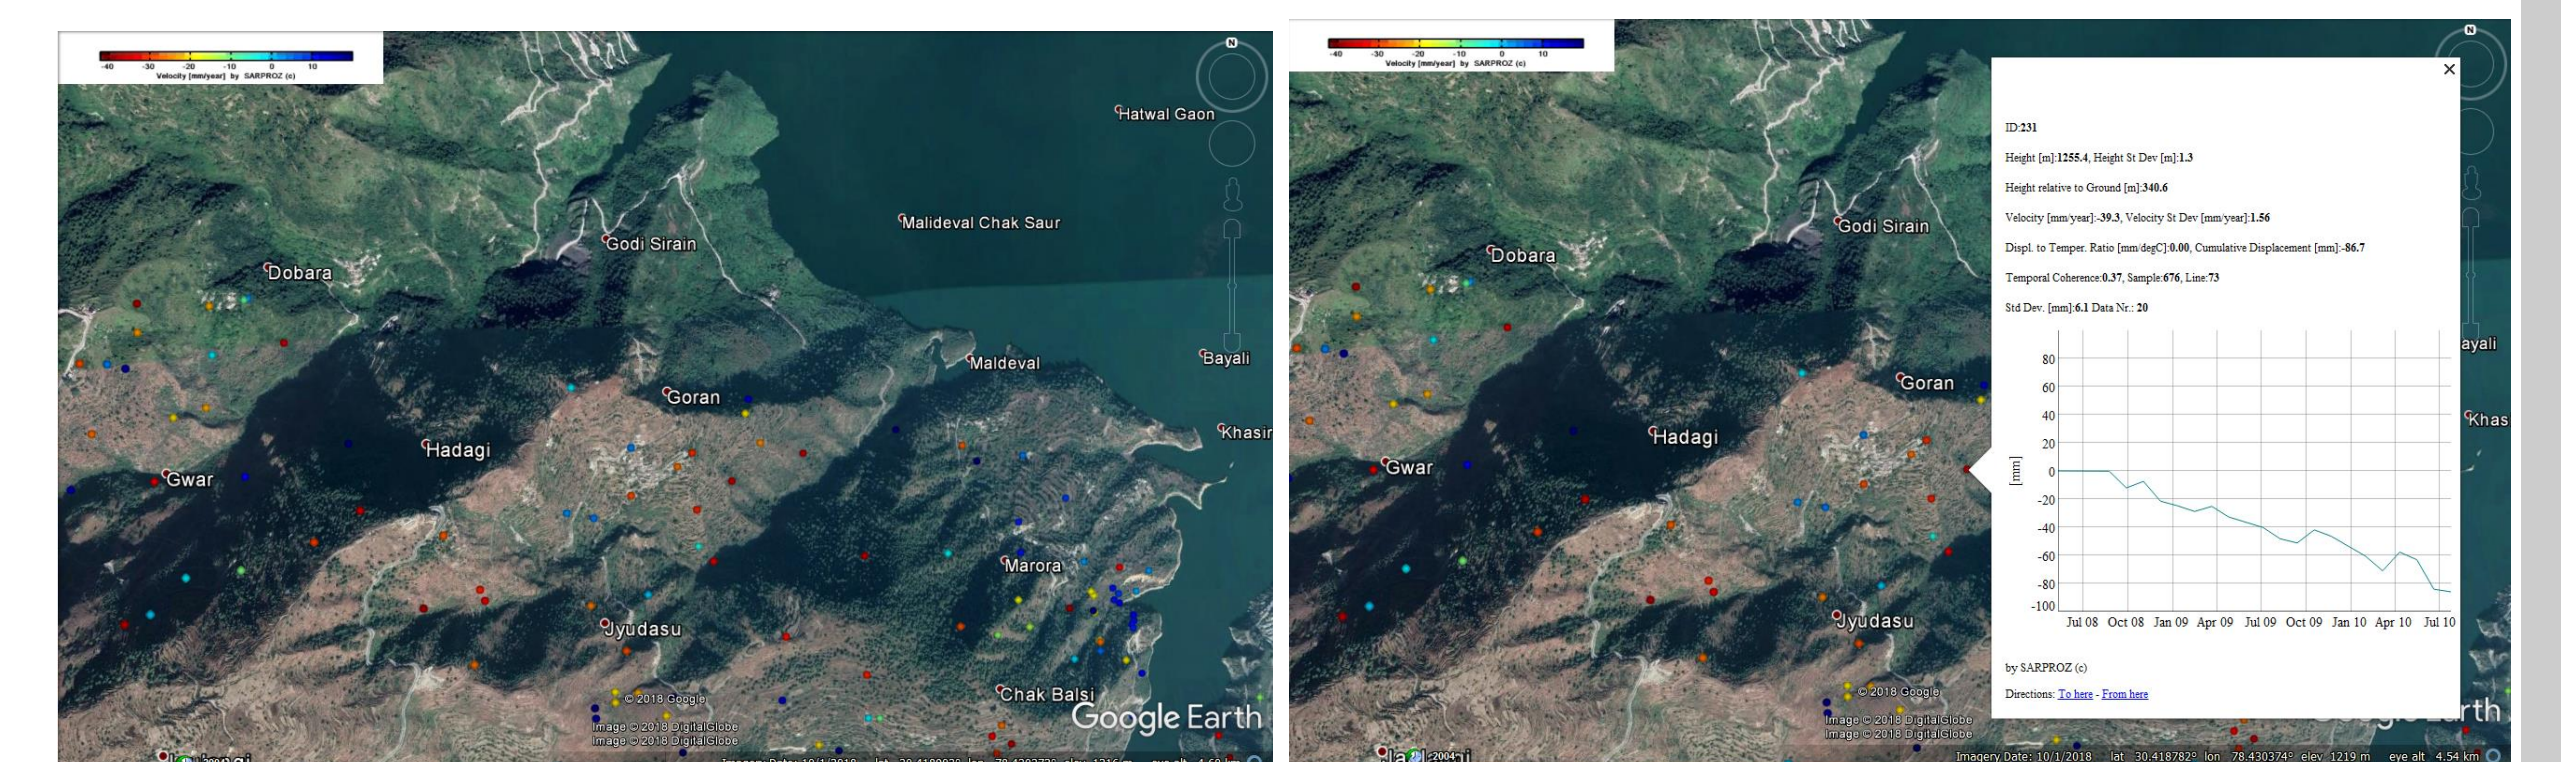 -40 -30 -20 -10 0 10
Velocity [mm/year] by SARPROZ (c)
N
Hatwal Gaon
Malideval Chak Saur
Godi Sirain
Dobara
Maldeval
Bayali
Goran
Khasir
Hadagi
Gwar
Marora
Jyudasu
Chak Balsi
© 2018 Google
Image © 2018 DigitalGlobe
Image © 2018 DigitalGlobe
Google Earth
-40 -30 -20 -10 0 10
Velocity [mm/year] by SARPROZ (c)
N
Godi Sirain
Dobara
ayali
Goran
Khas
Hadagi
Gwar
Jyudasu
© 2018 Google
Image © 2018 DigitalGlobe
Image © 2018 DigitalGlobe
rth
2004
Imagery Date: 10/1/2018 lat 30.418782° lon 78.430374° elev 1219 m eye alt 4.54 km
ID:231
Height [m]:1255.4, Height St Dev [m]:1.3
Height relative to Ground [m]:340.6
Velocity [mm/year]:-39.3, Velocity St Dev [mm/year]:1.56
Displ. to Temper. Ratio [mm/degC]:0.00, Cumulative Displacement [mm]:-86.7
Temporal Coherence:0.37, Sample:676, Line:73
Std Dev. [mm]:6.1 Data Nr.: 20
80
60
40
20
0
-20
-40
-60
-80
-100
[mm]
Jul 08 Oct 08 Jan 09 Apr 09 Jul 09 Oct 09 Jan 10 Apr 10 Jul 10
by SARPROZ (c)
Directions: To here - From here